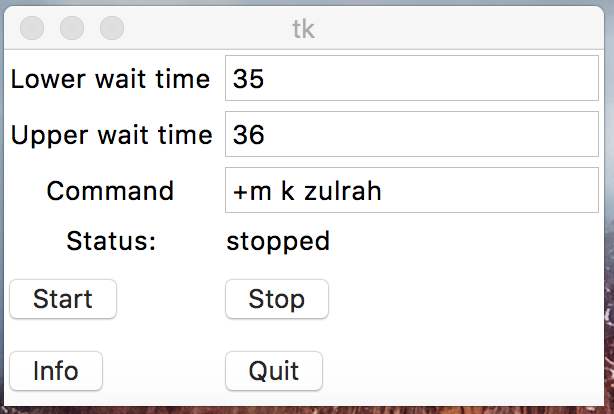 tk
Lower wait time 35
Upper wait time 36
Command +m k zulrah
Status: stopped
Start Stop
Info Quit